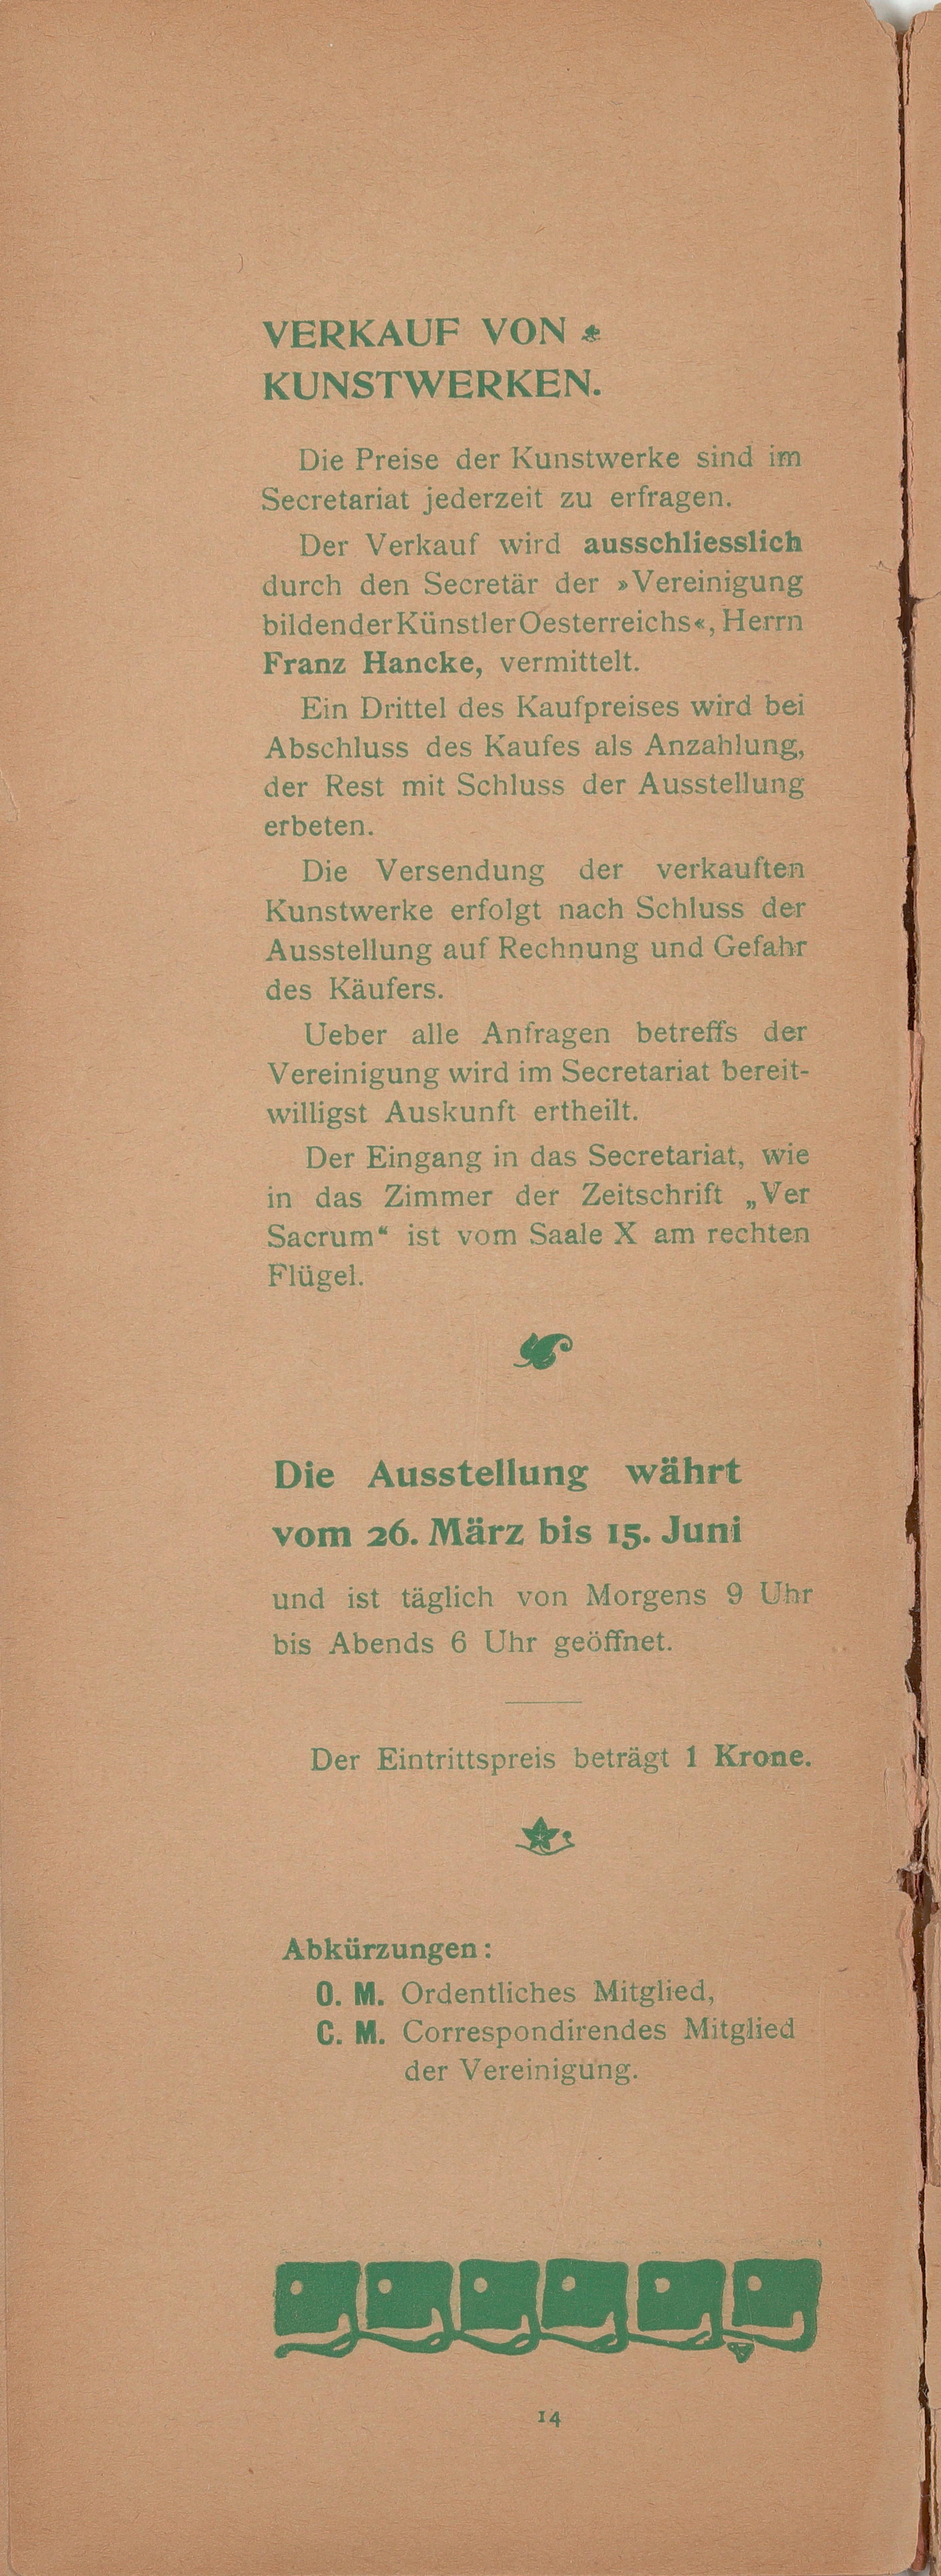 VERKAUF VON
KUNSTWERKEN.
Die Preise der Kunstwerke sind im
Secretariat jederzeit zu erfragen.
Der Verkauf wird ausschliesslich
durch den Secretär der »Vereinigung
bildender Künstler Oesterreichs«, Herrn
Franz Hancke, vermittelt.
Ein Drittel des Kaufpreises wird bei
Abschluss des Kaufes als Anzahlung,
der Rest mit Schluss der Ausstellung
erbeten.
Die Versendung der verkauften
Kunstwerke erfolgt nach Schluss der
Ausstellung auf Rechnung und Gefahr
des Käufers.
Ueber alle Anfragen betreffs der
Vereinigung wird im Secretariat bereit-
willigst Auskunft ertheilt.
Der Eingang in das Secretariat, wie
in das Zimmer der Zeitschrift „Ver
Sacrum“ ist vom Saale X am rechten
Flügel.
Die Ausstellung währt
vom 26. März bis 15. Juni
und ist täglich von Morgens 9 Uhr
bis Abends 6 Uhr geöffnet.
Der Eintrittspreis beträgt 1 Krone.
Abkürzungen:
O. M. Ordentliches Mitglied,
C. M. Correspondirendes Mitglied
der Vereinigung.
14